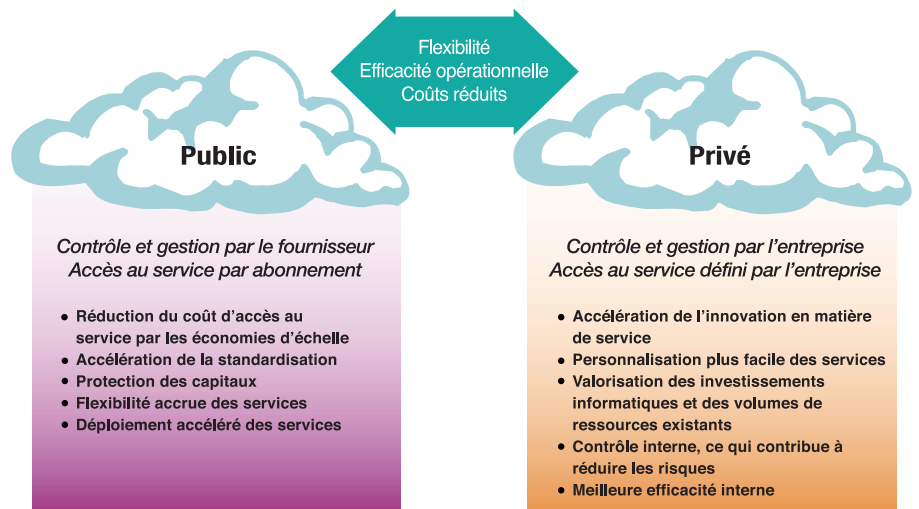 Flexibilité
Efficacité opérationnelle
Coûts réduits
Public
Contrôle et gestion par le fournisseur
Accès au service par abonnement
• Réduction du coût d'accès au
service par les économies d'échelle
• Accélération de la standardisation
• Protection des capitaux
• Flexibilité accrue des services
• Déploiement accéléré des services
Privé
Contrôle et gestion par l'entreprise
Accès au service défini par l'entreprise
• Accélération de l'innovation en matière
de service
• Personnalisation plus facile des services
• Valorisation des investissements
informatiques et des volumes de
ressources existants
• Contrôle interne, ce qui contribue à
réduire les risques
• Meilleure efficacité interne